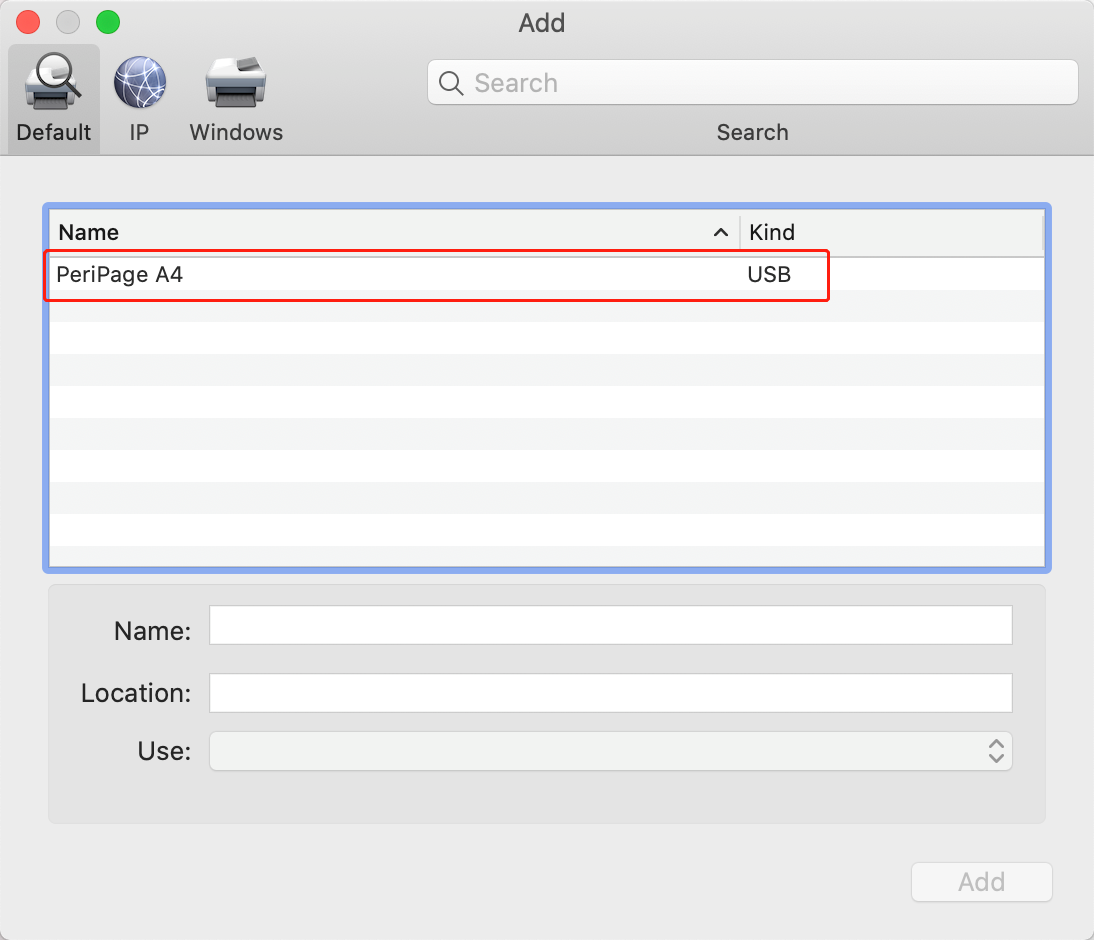 Add
Default IP Windows
Search
Search
Name Kind
PeriPage A4 USB
Name:
Location:
Use:
Add